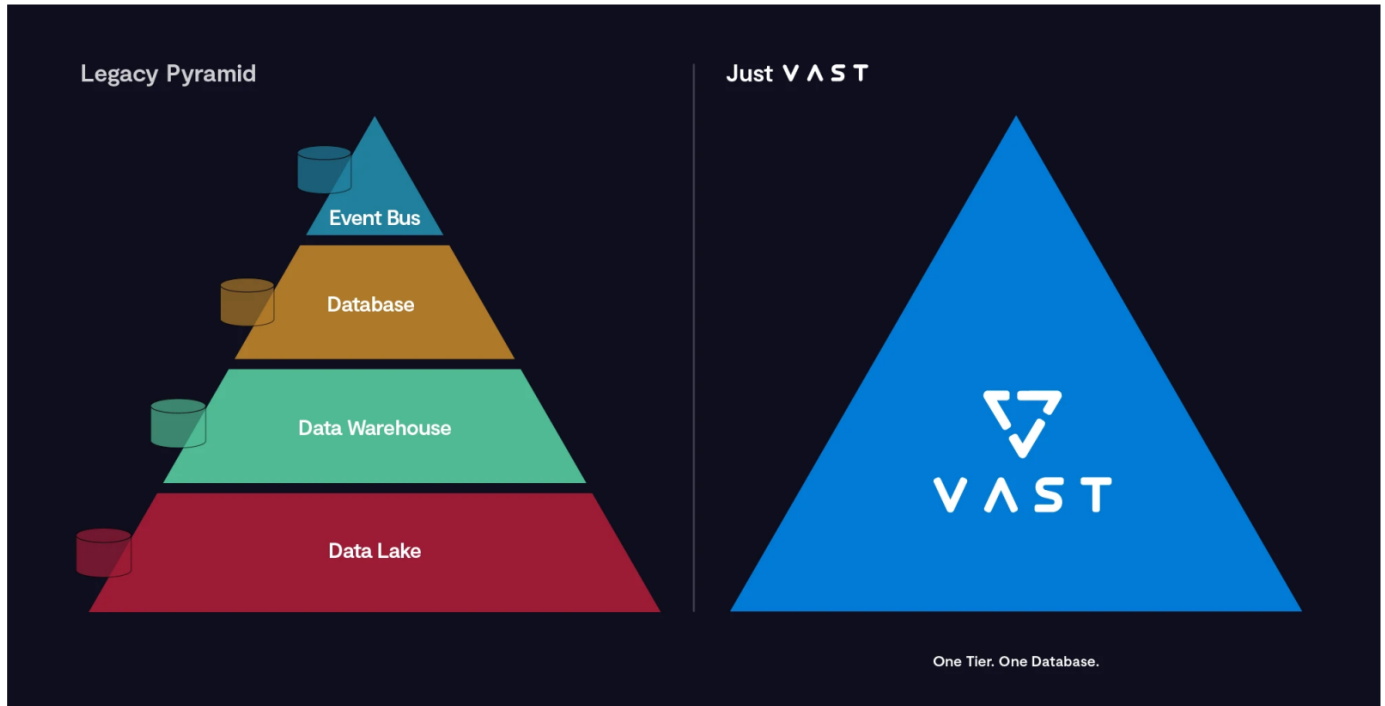 Legacy Pyramid
Event Bus
Database
Data Warehouse
Data Lake
Just VAST
VAST
One Tier. One Database.